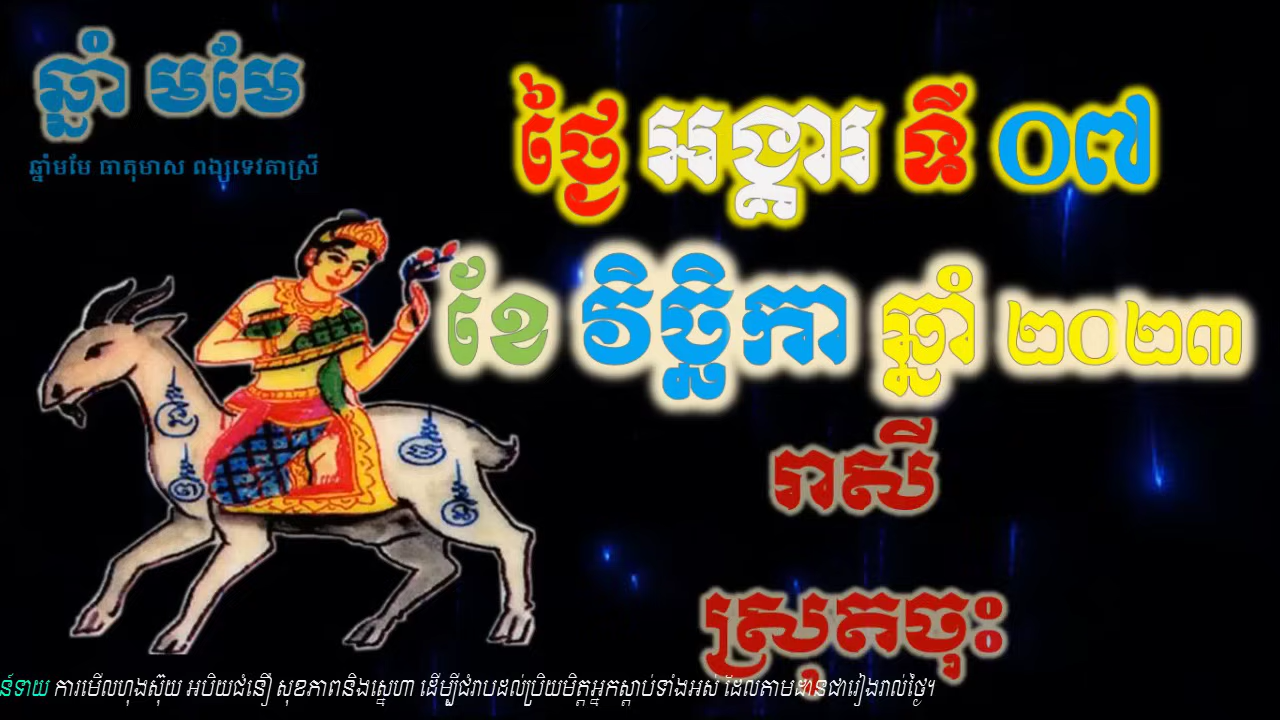 ឆ្នាំ មមែ
ឆ្នាំមមែ ធាតុមាស ពង្សទេវតាស្រី
ថ្ងៃ អង្គារ ទី ០៧
ខែ វិច្ឆិកា ឆ្នាំ ២០២៣
រាសី
ស្រុតចុះ
ន៍ទាយ ការមើលហុងស៊ុយ អបិយជំនឿ សុខភាពនិងស្នេហា ដើម្បីជំរាបដល់ប្រិយមិត្តអ្នកស្តាប់ទាំងអស់ ដែលតាមដានជារៀងរាល់ថ្ងៃ។